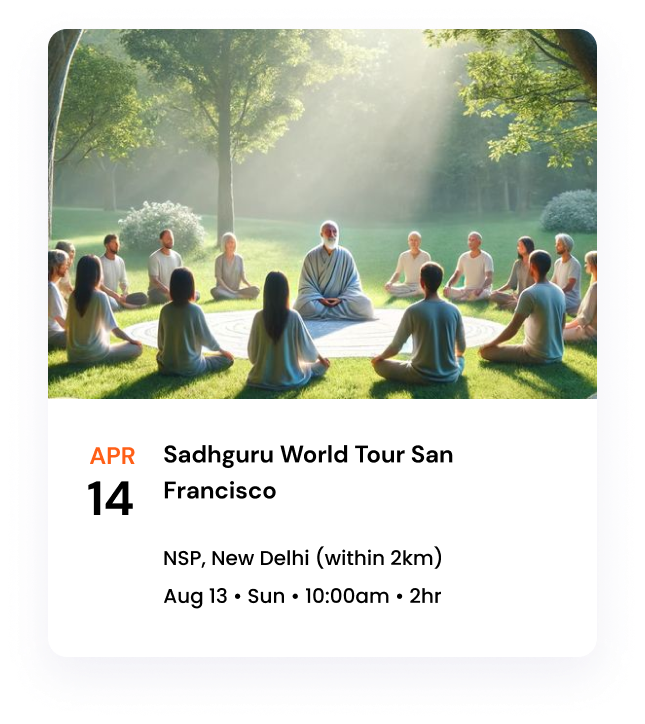 APR
14
Sadhguru World Tour San
Francisco
NSP, New Delhi (within 2km)
Aug 13 • Sun • 10:00am • 2hr